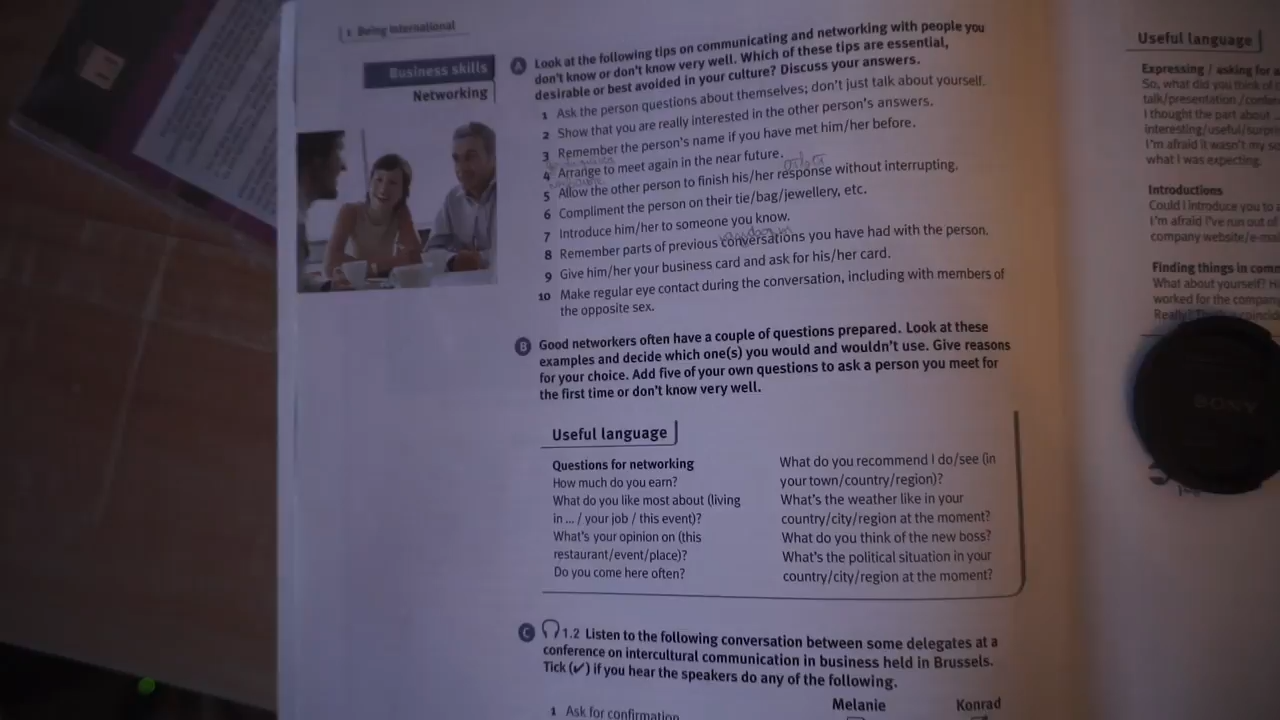 1 Being international
Business skills
Networking
A Look at the following tips on communicating and networking with people you
don't know or don't know very well. Which of these tips are essential,
desirable or best avoided in your culture? Discuss your answers.
1 Ask the person questions about themselves; don't just talk about yourself.
2 Show that you are really interested in the other person's answers.
3 Remember the person's name if you have met him/her before.
4 Arrange to meet again in the near future.
5 Allow the other person to finish his/her response without interrupting.
6 Compliment the person on their tie/bag/jewellery, etc.
7 Introduce him/her to someone you know.
8 Remember parts of previous conversations you have had with the person.
9 Give him/her your business card and ask for his/her card.
10 Make regular eye contact during the conversation, including with members of
the opposite sex.
B Good networkers often have a couple of questions prepared. Look at these
examples and decide which one(s) you would and wouldn't use. Give reasons
for your choice. Add five of your own questions to ask a person you meet for
the first time or don't know very well.
Useful language
Questions for networking
How much do you earn?
What do you like most about (living
in ... / your job / this event)?
What's your opinion on (this
restaurant/event/place)?
Do you come here often?
What do you recommend I do/see (in
your town/country/region)?
What's the weather like in your
country/city/region at the moment?
What do you think of the new boss?
What's the political situation in your
country/city/region at the moment?
C 1.2 Listen to the following conversation between some delegates at a
conference on intercultural communication in business held in Brussels.
Tick (✔) if you hear the speakers do any of the following.
Melanie Konrad
1 Ask for confirmation
Useful language
Expressing / asking for
So, what did you think of
talk/presentation
I thought the part about
interesting/useful
I'm afraid it wasn't my
what I was expecting.
Introductions
Could I introduce you to
I'm afraid I've run out of
company website
Finding things in
What about yourself?
worked for the
Really?
SONY